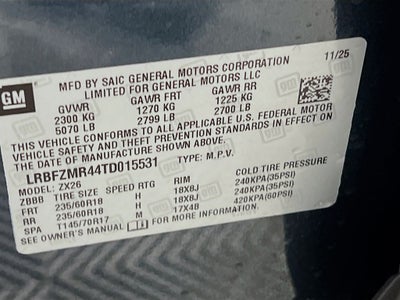 GM
11/25
MFD BY SAIC GENERAL MOTORS CORPORATION
LIMITED FOR GENERAL MOTORS LLC
GVWR GAWR FRT GAWR RR
2300 KG 1270 KG 1225 KG
5070 LB 2799 LB 2700 LB
THIS VEHICLE CONFORMS TO ALL APPLICABLE U.S. FEDERAL MOTOR
VEHICLE SAFETY AND THEFT PREVENTION STANDARDS IN EFFECT ON
THE DATE OF MANUFACTURE SHOWN ABOVE.
LRBFZMR44TD015531 TYPE: M.P.V.
MODEL: ZX26
ZBBB TIRE SIZE SPEED RTG RIM COLD TIRE PRESSURE
FRT 235/60R18 H 18X8J 240KPA(35PSI)
RR 235/60R18 H 18X8J 240KPA(35PSI)
SPA T145/70R17 M 17X4B 420KPA(60PSI)
SEE OWNER'S MANUAL FOR MORE INFORMATION.